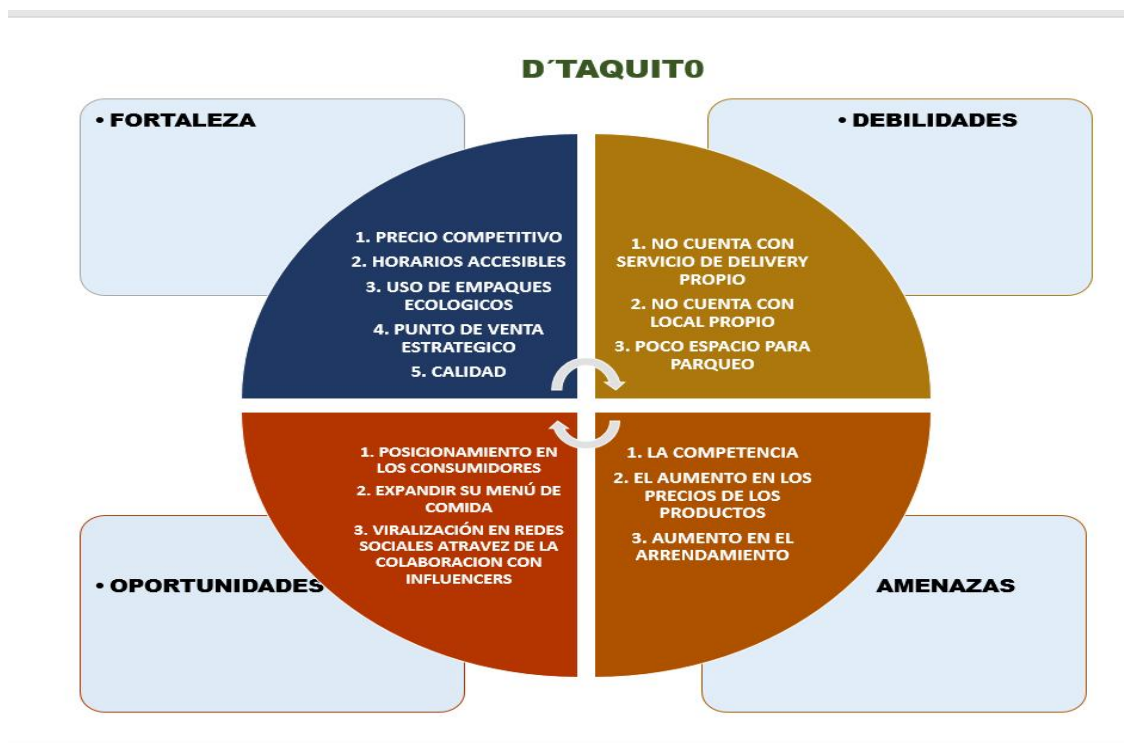 D´TAQUIT0
• FORTALEZA
1. PRECIO COMPETITIVO
2. HORARIOS ACCESIBLES
3. USO DE EMPAQUES
ECOLOGICOS
4. PUNTO DE VENTA
ESTRATEGICO
5. CALIDAD
• DEBILIDADES
1. NO CUENTA CON
SERVICIO DE DELIVERY
PROPIO
2. NO CUENTA CON
LOCAL PROPIO
3. POCO ESPACIO PARA
PARQUEO
• OPORTUNIDADES
1. POSICIONAMIENTO EN
LOS CONSUMIDORES
2. EXPANDIR SU MENÚ DE
COMIDA
3. VIRALIZACIÓN EN REDES
SOCIALES ATRAVEZ DE LA
COLABORACION CON
INFLUENCERS
AMENAZAS
1. LA COMPETENCIA
2. EL AUMENTO EN LOS
PRECIOS DE LOS
PRODUCTOS
3. AUMENTO EN EL
ARRENDAMIENTO